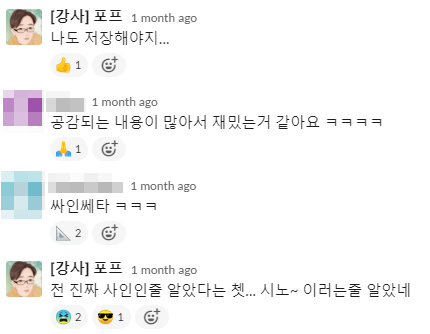 [강사] 포프 1 month ago
나도 저장해야지...
1
1 month ago
공감되는 내용이 많아서 재밌는거 같아요 ㅋㅋㅋㅋ
1
1 month ago
싸인쎄타 ㅋㅋㅋ
2
[강사] 포프 1 month ago
전 진짜 사인인줄 알았다는 쳇... 시노~ 이러는줄 알았네
2 1